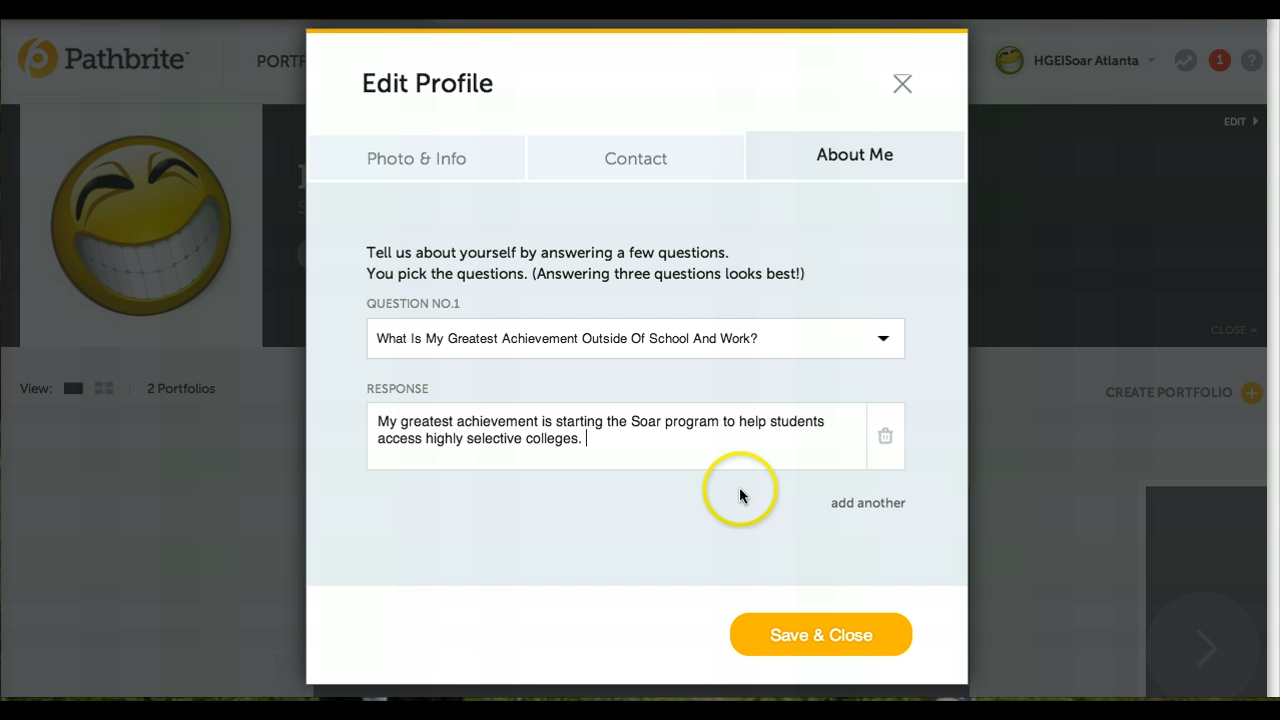 Pathbrite™
PORTF
HGEISoar Atlanta
1
?
EDIT
Edit Profile
Photo & Info
Contact
About Me
Tell us about yourself by answering a few questions.
You pick the questions. (Answering three questions looks best!)
QUESTION NO.1
What Is My Greatest Achievement Outside Of School And Work?
CLOSE
RESPONSE
View:
2 Portfolios
CREATE PORTFOLIO
My greatest achievement is starting the Soar program to help students
access highly selective colleges.
add another
Save & Close